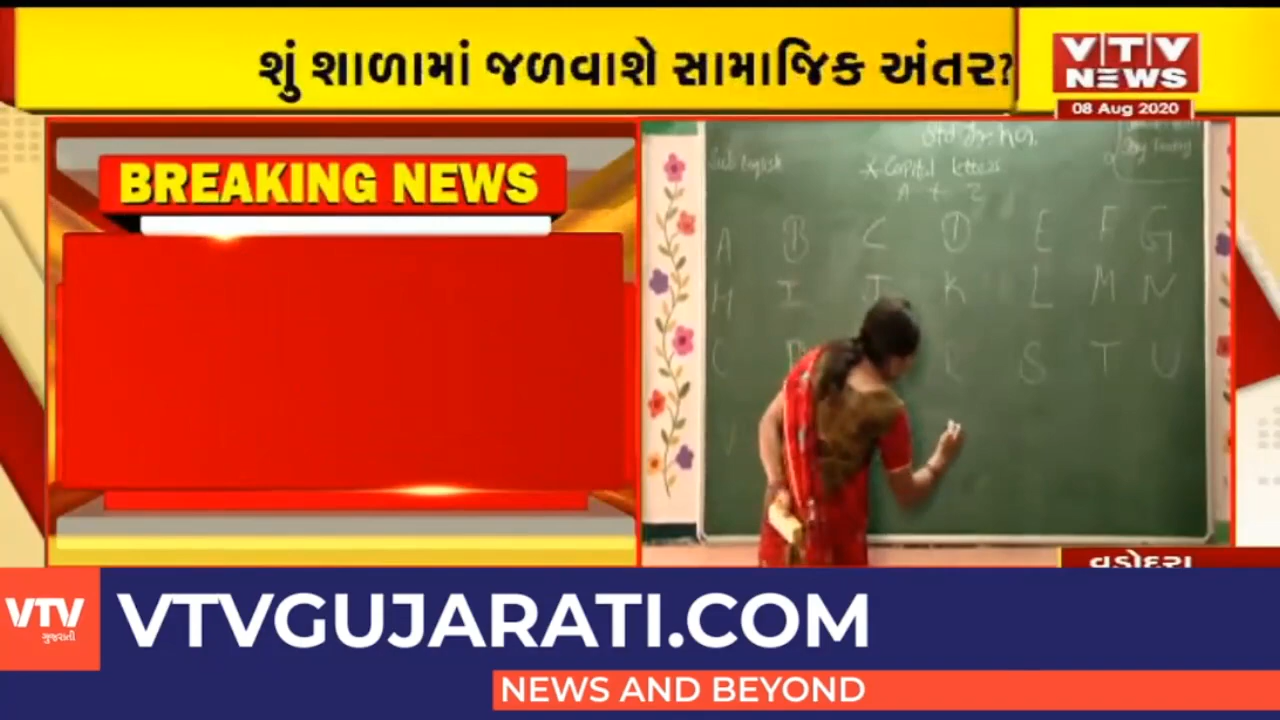 શું શાળામાં જળવાશે સામાજિક અંતર?
VTV
NEWS
08 Aug 2020
BREAKING NEWS
Capital letters
A to Z
A B C D E F G
H I J K L M N
S T U
વડોદરા
VTV
ગુજરાતી
VTVGUJARATI.COM
NEWS AND BEYOND